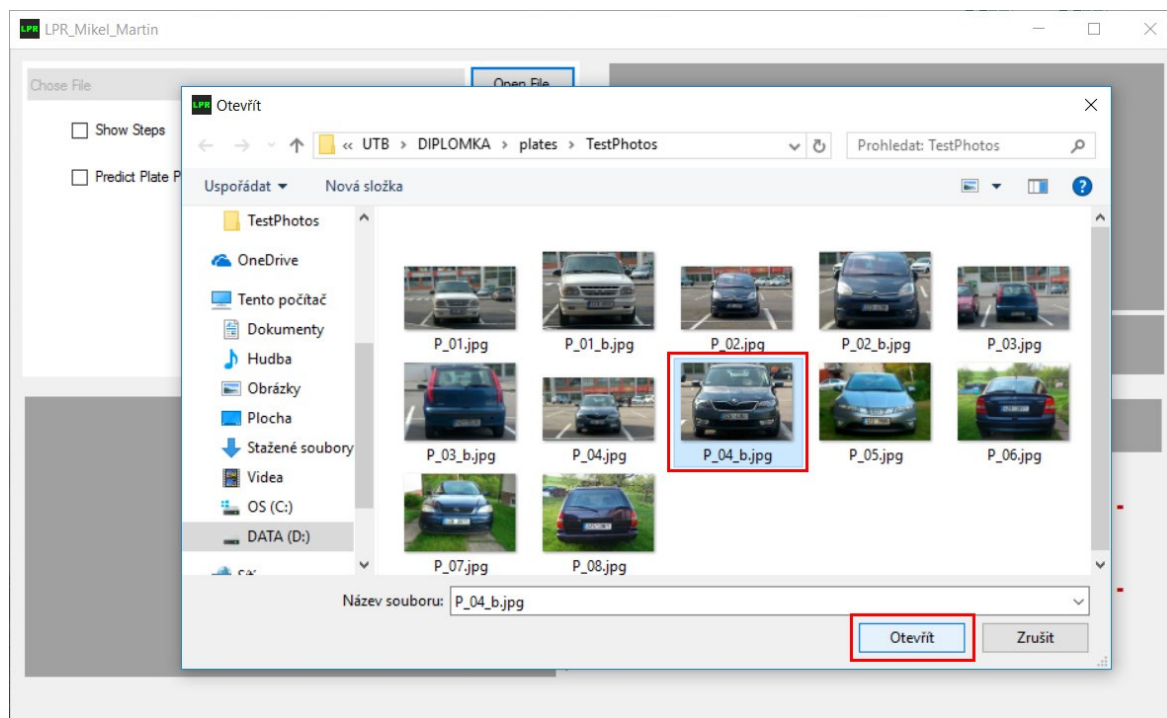 LPR LPR_Mikel_Martin
Chose File
Open File
LPR Otevřít
Show Steps
« UTB > DIPLOMKA > plates > TestPhotos
Prohledat: TestPhotos
Predict Plate P
Uspořádat
Nová složka
TestPhotos
OneDrive
Tento počítač
Dokumenty
Hudba
Obrázky
Plocha
Stažené soubory
Videa
OS (C:)
DATA (D:)
P_01.jpg
P_01_b.jpg
P_02.jpg
P_02_b.jpg
P_03.jpg
P_03_b.jpg
P_04.jpg
P_04_b.jpg
P_05.jpg
P_06.jpg
P_07.jpg
P_08.jpg
Název souboru: P_04_b.jpg
Otevřít
Zrušit